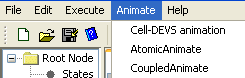 File Edit Execute Animate Help
Cell-DEVS animation
AtomicAnimate
CoupledAnimate
Root Node
States